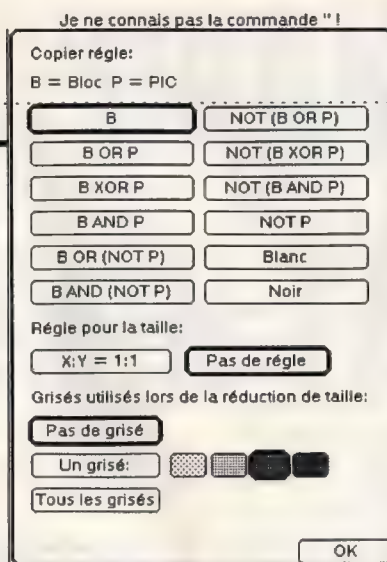 Je ne connais pas la commande " !
Copier régle:
B = Bloc P = PIC
B
NOT (B OR P)
B OR P
NOT (B XOR P)
B XOR P
NOT (B AND P)
B AND P
NOT P
B OR (NOT P)
Blanc
B AND (NOT P)
Noir
Régle pour la taille:
X:Y = 1:1
Pas de régle
Grisés utilisés lors de la réduction de taille:
Pas de grisé
Un grisé:
Tous les grisés
OK